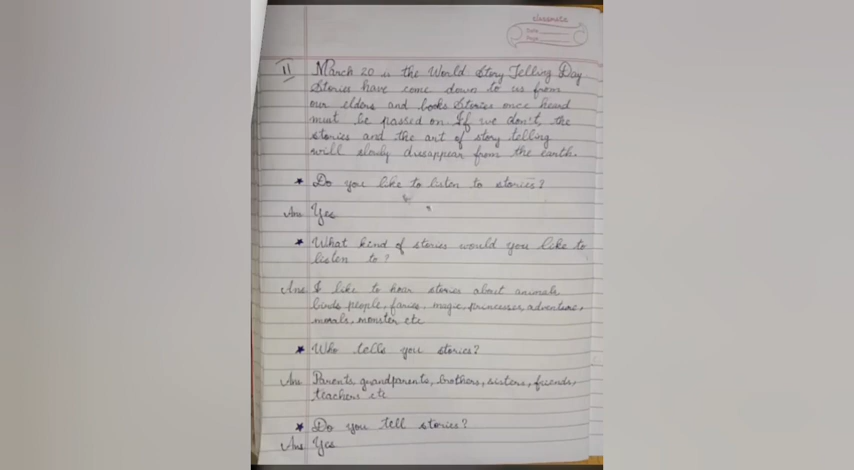 classmate
Date
Page
11 March 20 is the World Story Telling Day
Stories have come down to us from
our elders and books Stories once heard
must be passed on. If we don't, the
stories and the art of story telling
will slowly disappear from the earth.
★ Do you like to listen to stories?
Ans Yes
★ What kind of stories would you like to
listen to?
Ans I like to hear stories about animals
birds people, faries, magic, princesses, adventure,
morals, monster etc
★ Who tells you stories?
Ans Parents, grandparents, brothers, sisters, friends,
teachers etc
★ Do you tell stories?
Ans Yes